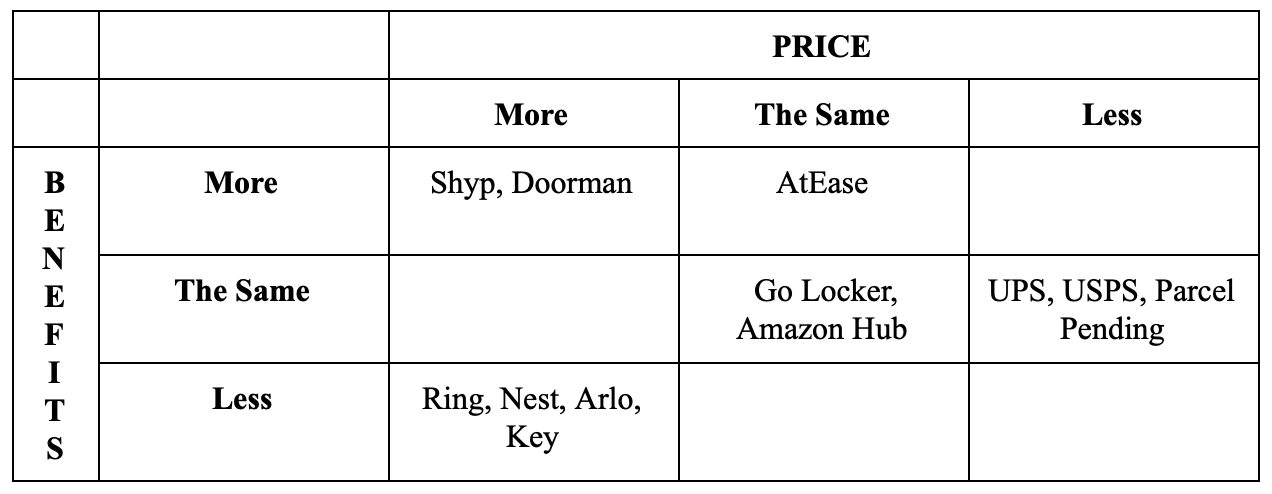 PRICE
More The Same Less
BENEFITS
More Shyp, Doorman AtEase
The Same Go Locker, UPS, USPS, Parcel
Amazon Hub Pending
Less Ring, Nest, Arlo,
Key